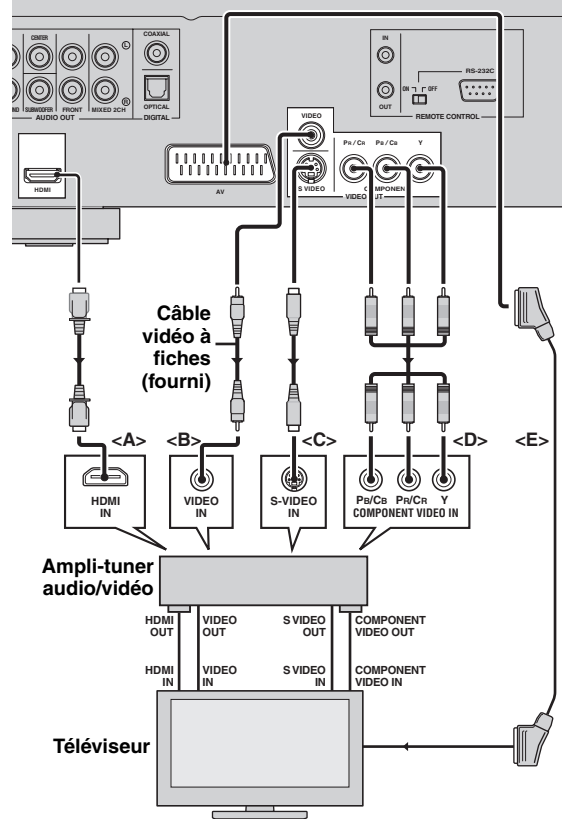 COAXIAL
CENTER
L
IN
RS-232C
ON OFF
OUT
REMOTE CONTROL
SUBWOOFER FRONT MIXED 2CH
R
OPTICAL
AUDIO OUT
DIGITAL
VIDEO
PR/CR PB/CB Y
HDMI
AV
S VIDEO
COMPONENT
VIDEO OUT
Câble
vidéo à
fiches
(fourni)
<A> <B> <C> <D> <E>
HDMI
IN
VIDEO
IN
S-VIDEO
IN
PB/CB PR/CR Y
COMPONENT VIDEO IN
Ampli-tuner
audio/vidéo
HDMI
OUT
VIDEO
OUT
S VIDEO
OUT
COMPONENT
VIDEO OUT
HDMI
IN
VIDEO
IN
S VIDEO
IN
COMPONENT
VIDEO IN
Téléviseur